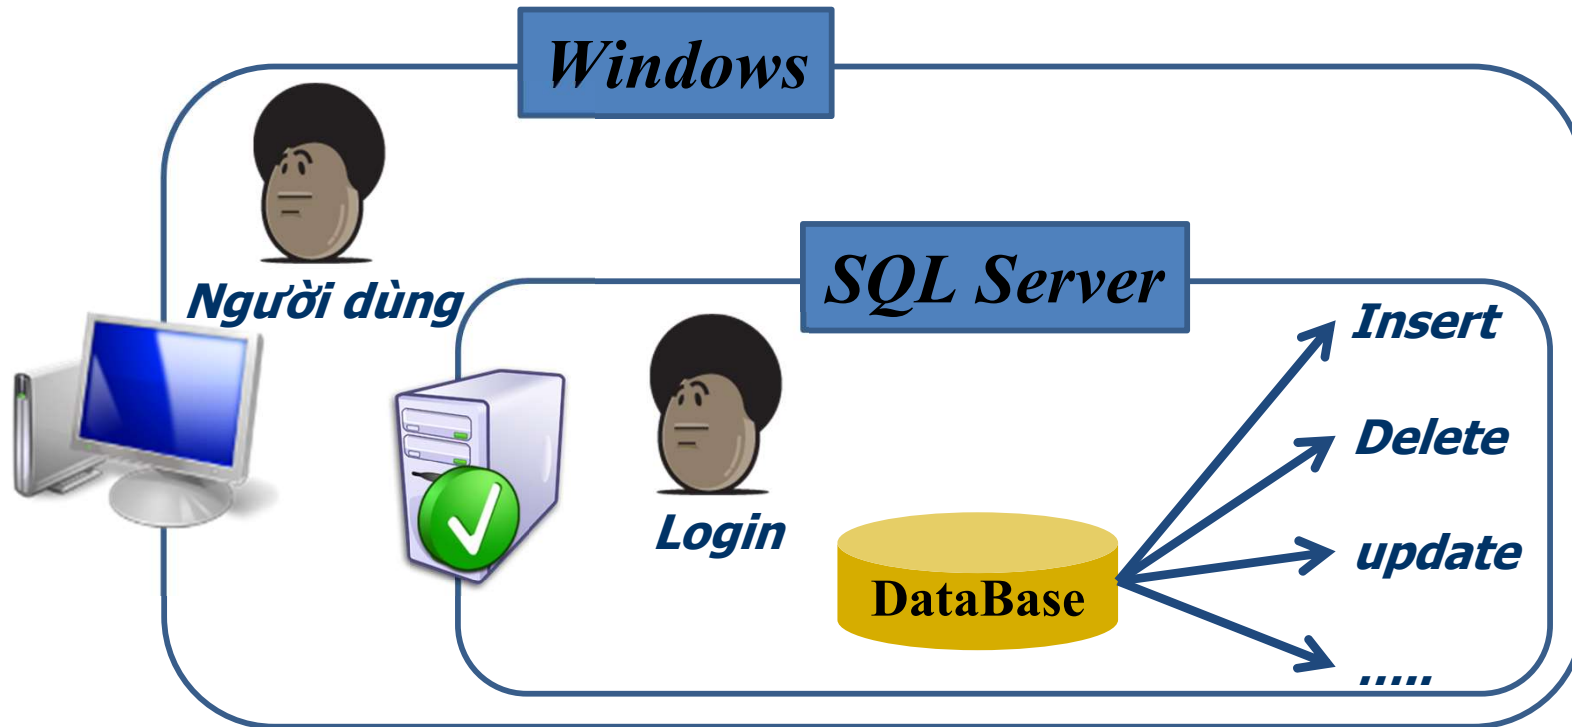 Windows
Người dùng
SQL Server
Login
DataBase
Insert
Delete
update
.....